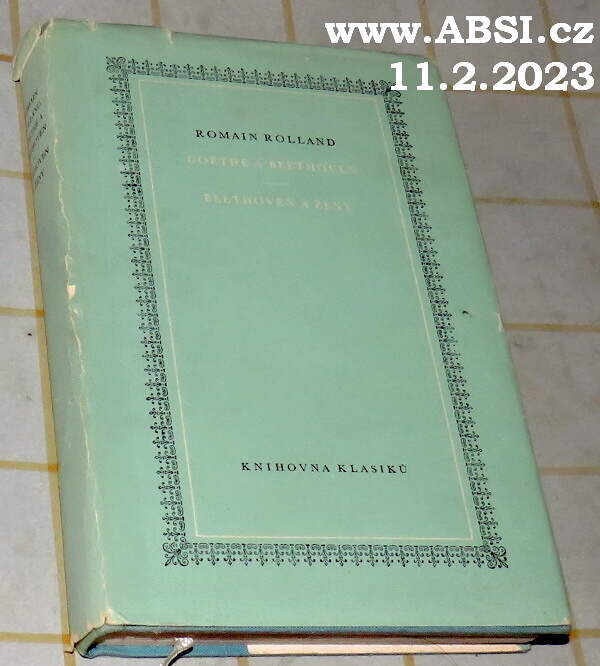 www.ABSI.cz
11.2.2023
ROMAIN ROLLAND
GOETHE A BEETHOVEN
BEETHOVEN A ŽENY
KNIHOVNA KLASIKŮ